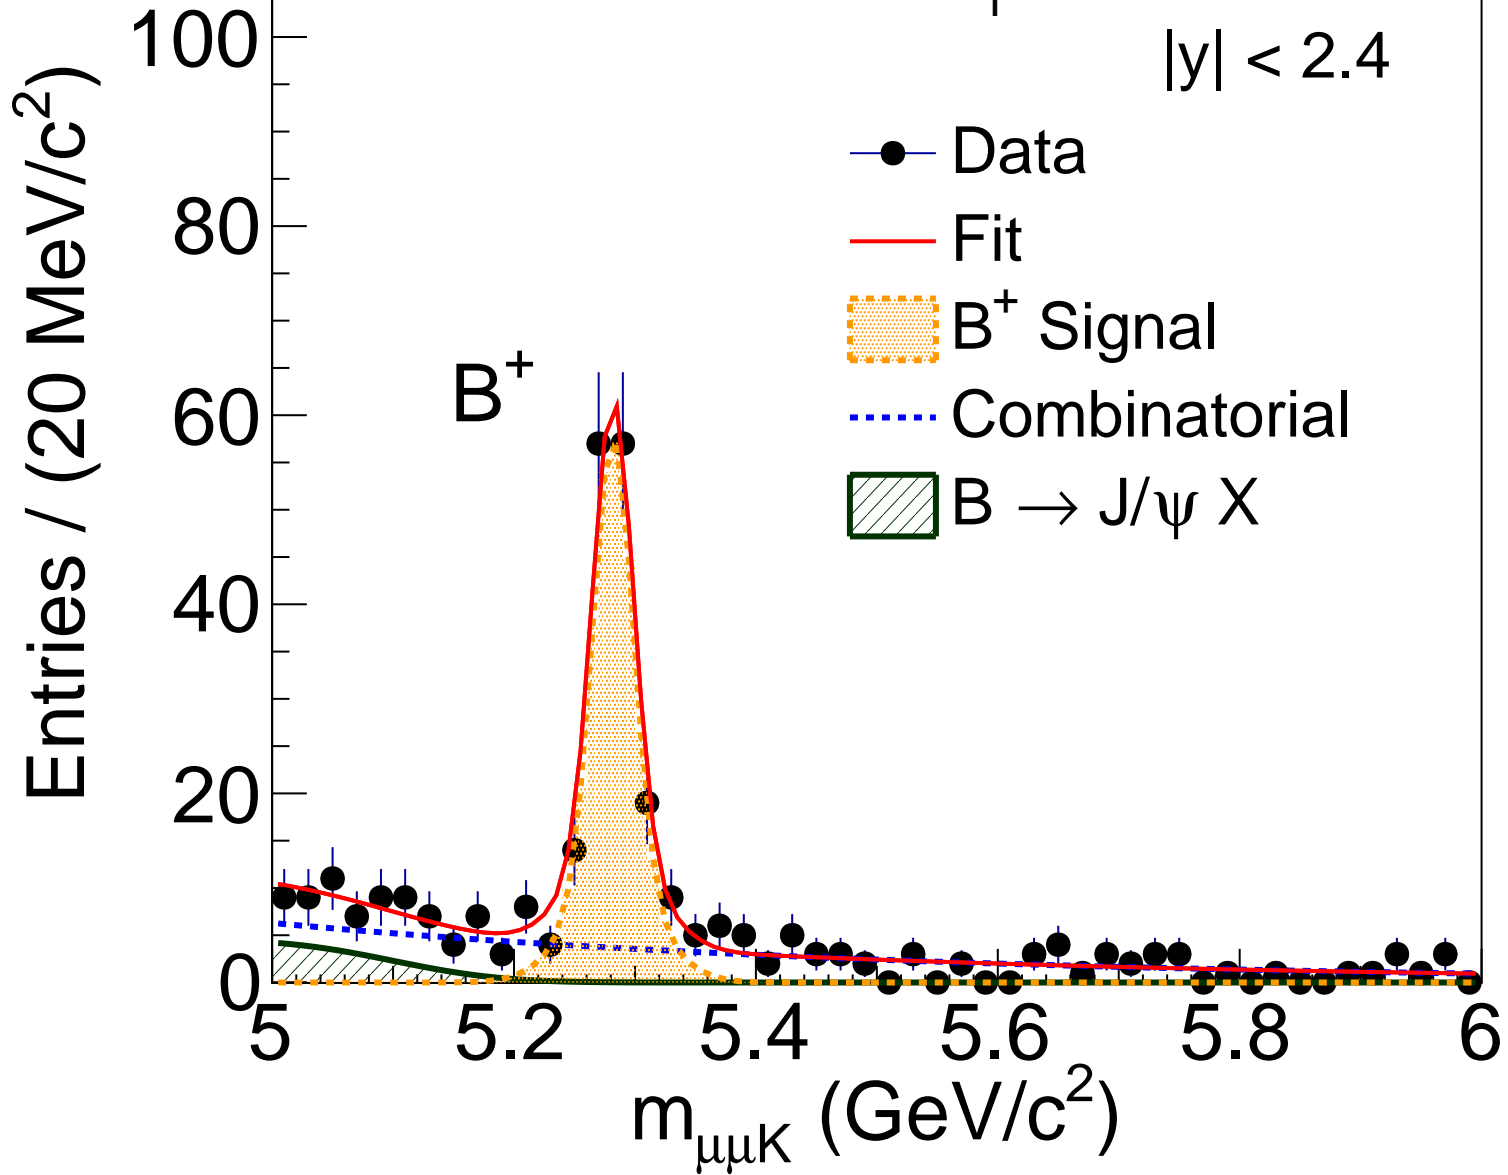 |y| < 2.4
Entries / (20 MeV/c²)
100
80
60
40
20
0
Data
Fit
B⁺ Signal
Combinatorial
B → J/ψ X
B⁺
5 5.2 5.4 5.6 5.8 6
m_μμK (GeV/c²)